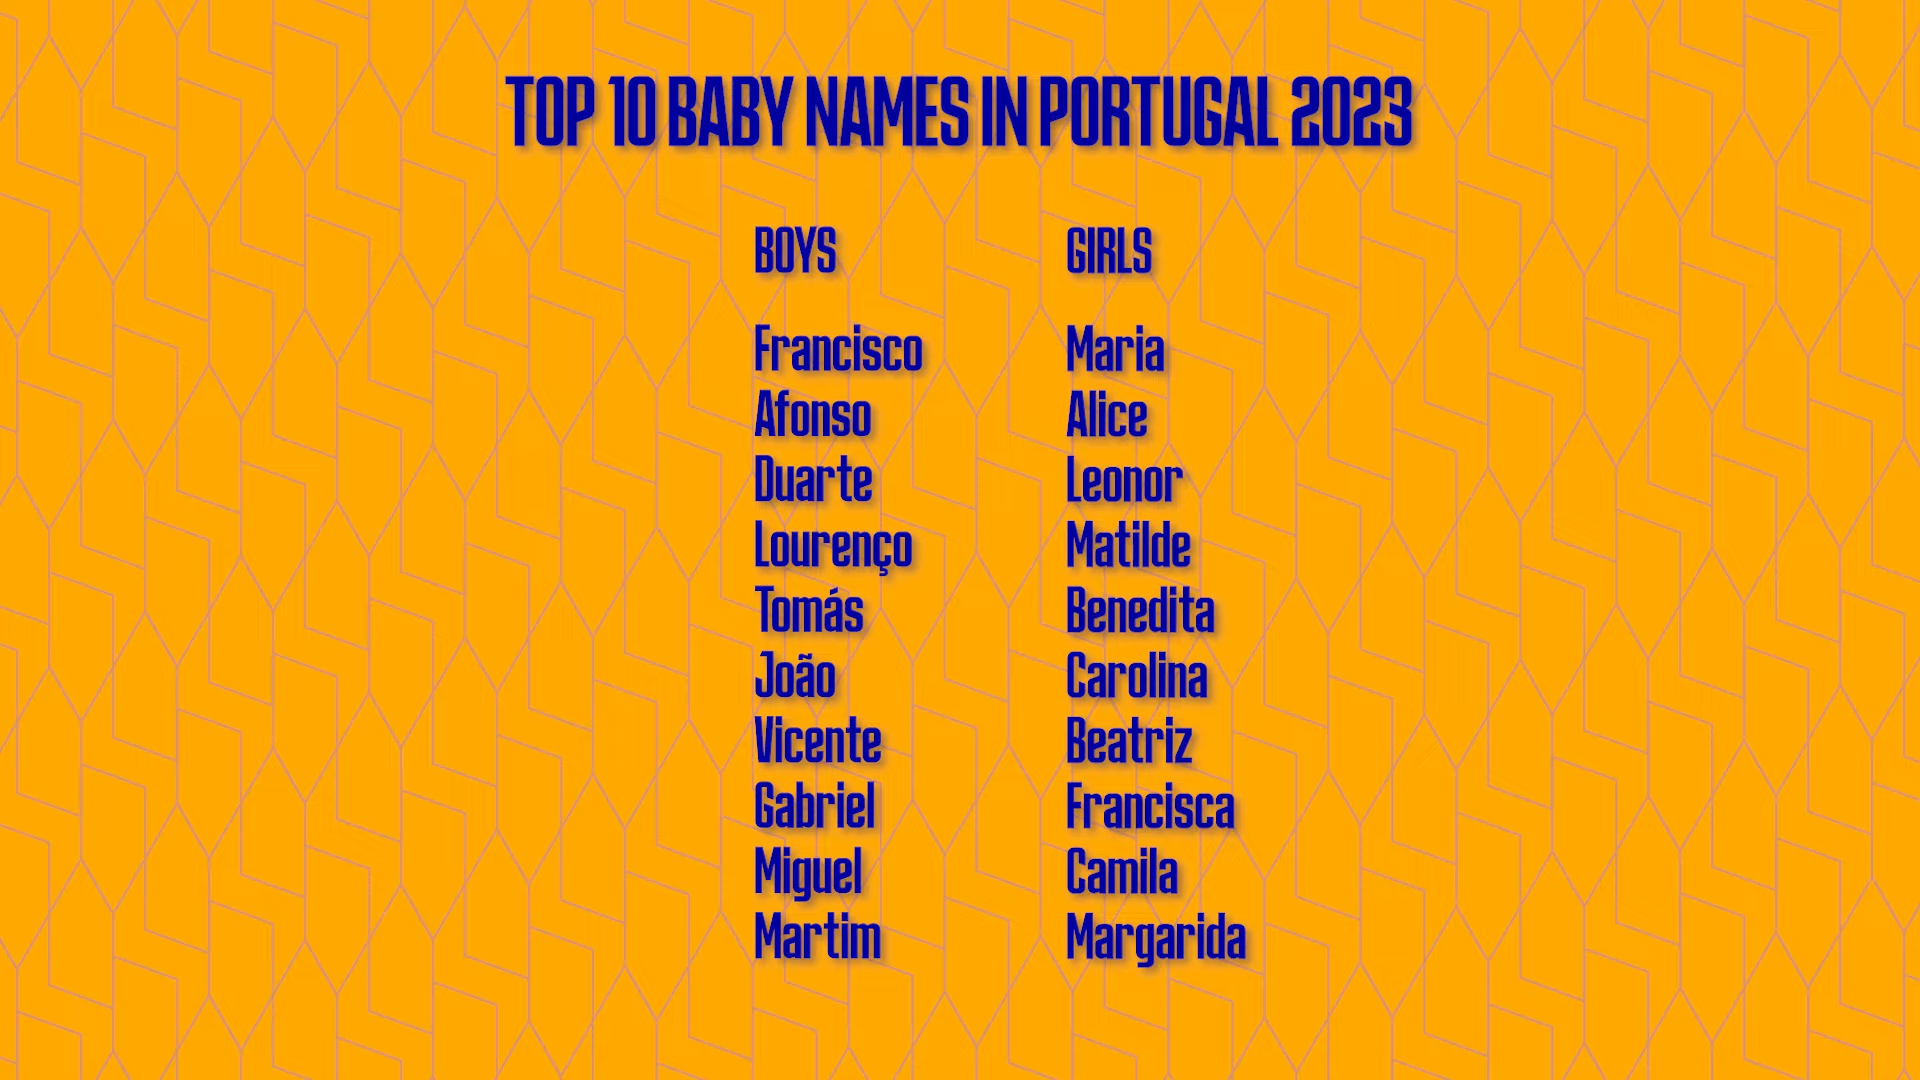 TOP 10 BABY NAMES IN PORTUGAL 2023
BOYS GIRLS
Francisco Maria
Afonso Alice
Duarte Leonor
Lourenço Matilde
Tomás Benedita
João Carolina
Vicente Beatriz
Gabriel Francisca
Miguel Camila
Martim Margarida